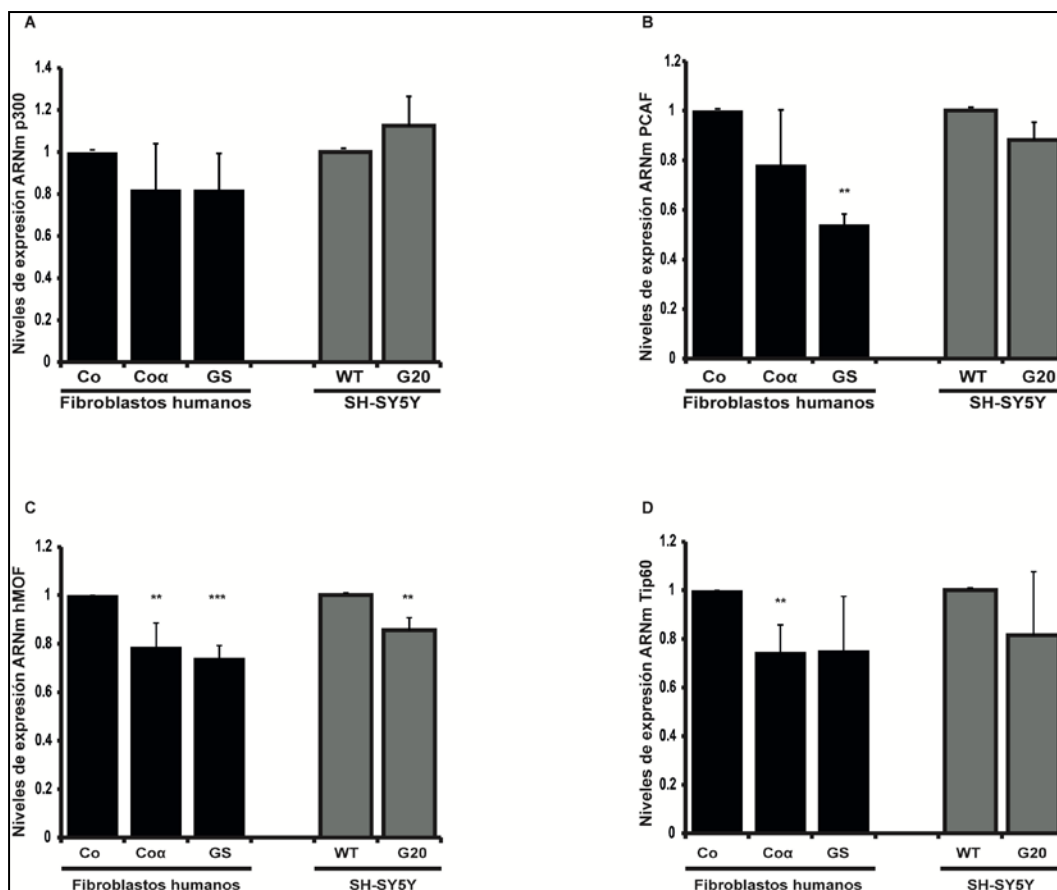 A
Niveles de expresión ARNm p300
1.4
1.2
1
0.8
0.6
0.4
0.2
0
Co Coα GS WT G20
Fibroblastos humanos SH-SY5Y
B
Niveles de expresión ARNm PCAF
1.2
1
0.8
0.6
0.4
0.2
0
**
Co Coα GS WT G20
Fibroblastos humanos SH-SY5Y
C
Niveles de expresión ARNm hMOF
1.2
1
0.8
0.6
0.4
0.2
0
** *** **
Co Coα GS WT G20
Fibroblastos humanos SH-SY5Y
D
Niveles de expresión ARNm Tip60
1.2
1
0.8
0.6
0.4
0.2
0
**
Co Coα GS WT G20
Fibroblastos humanos SH-SY5Y